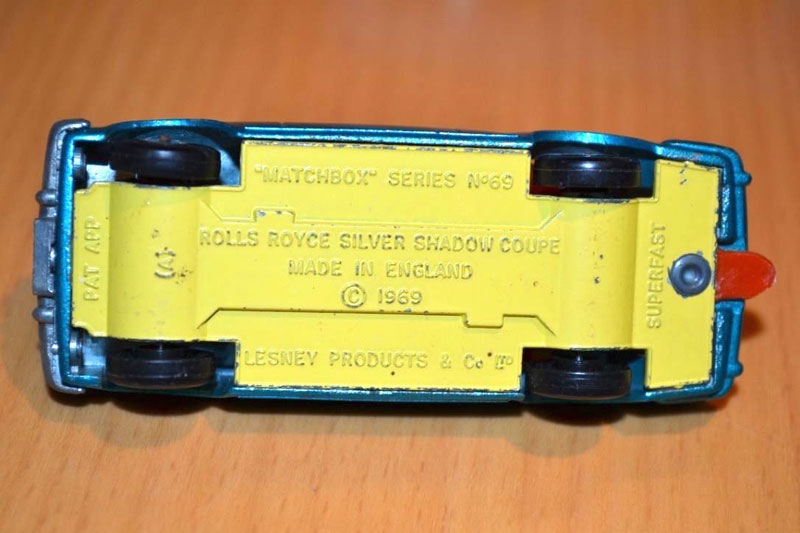 "MATCHBOX" SERIES Nº69
PAT APP
(A)
ROLLS ROYCE SILVER SHADOW COUPE
MADE IN ENGLAND
© 1969
SUPERFAST
LESNEY PRODUCTS & Co LTD